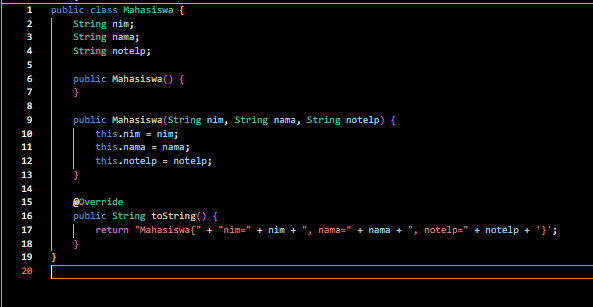 1 public class Mahasiswa {
2     String nim;
3     String nama;
4     String notelp;
5
6     public Mahasiswa() {
7     }
8
9     public Mahasiswa(String nim, String nama, String notelp) {
10         this.nim = nim;
11         this.nama = nama;
12         this.notelp = notelp;
13     }
14
15     @Override
16     public String toString() {
17         return "Mahasiswa{" + "nim=" + nim + ", nama=" + nama + ", notelp=" + notelp + '}';
18     }
19 }
20